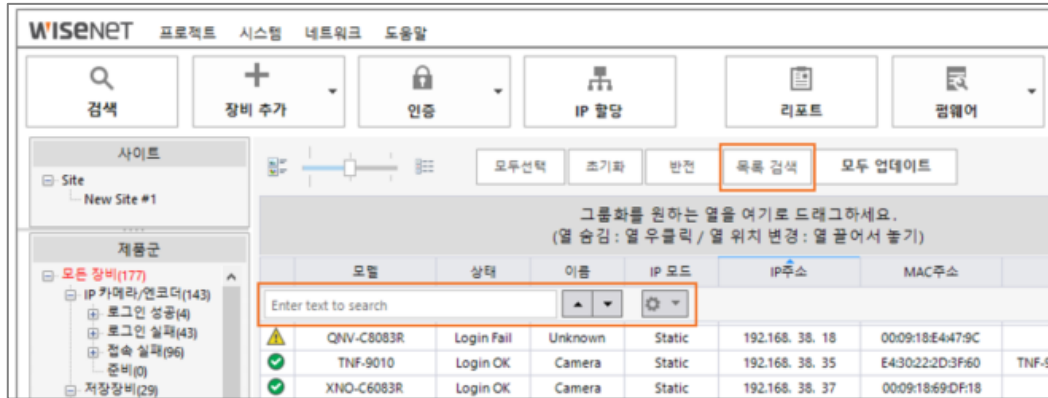 WISENET 프로젝트 시스템 네트워크 도움말
검색 장비 추가 인증 IP 할당 리포트 펌웨어
사이트
Site
New Site #1
모두선택 초기화 반전 목록 검색 모두 업데이트
그룹화를 원하는 열을 여기로 드래그하세요.
(열 숨김 : 열 우클릭 / 열 위치 변경 : 열 끌어서 놓기)
제품군
모든 장비(177)
IP 카메라/엔코더(143)
로그인 성공(4)
로그인 실패(43)
접속 실패(96)
준비(0)
저장장비(29)
모델 상태 이름 IP 모드 IP주소 MAC주소
Enter text to search
QNV-C8083R Login Fail Unknown Static 192.168. 38. 18 00:09:18:E4:47:9C
TNF-9010 Login OK Camera Static 192.168. 38. 35 E4:30:22:2D:3F:60 TNF-9
XNO-C6083R Login OK Camera Static 192.168. 38. 37 00:09:18:69:DF:18